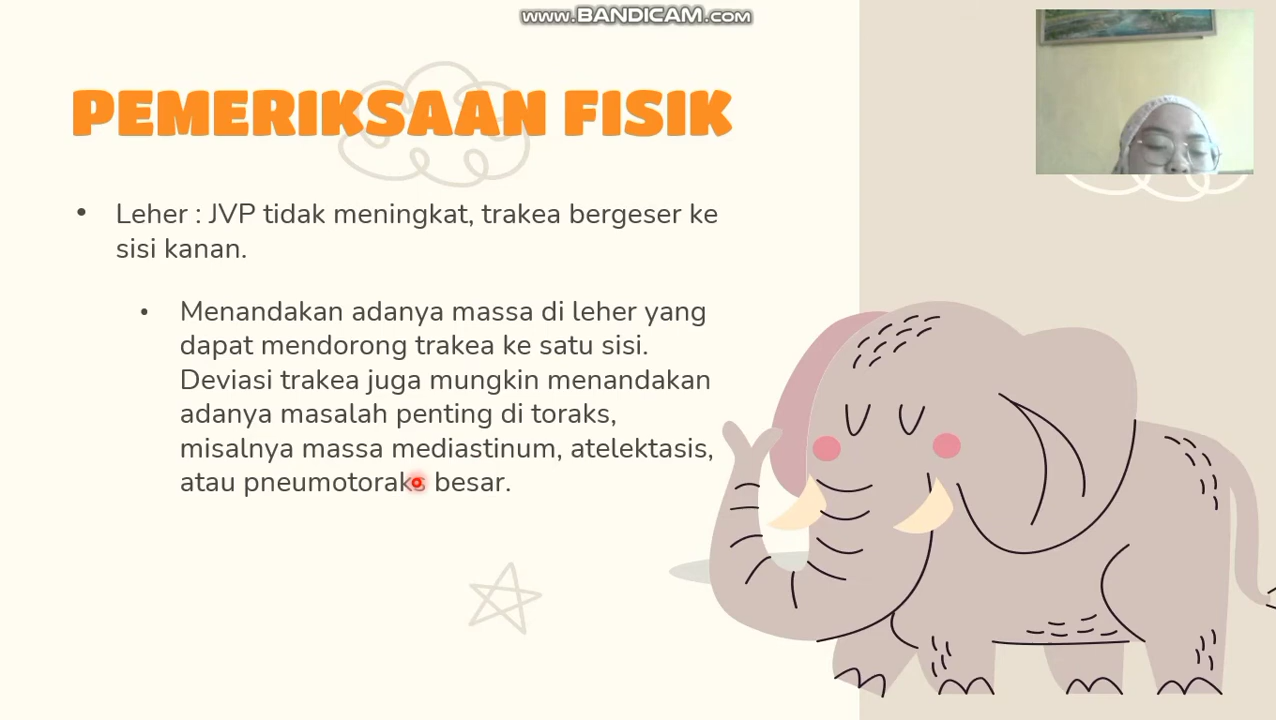 www.BANDICAM.com
PEMERIKSAAN FISIK
• Leher : JVP tidak meningkat, trakea bergeser ke
sisi kanan.
• Menandakan adanya massa di leher yang
dapat mendorong trakea ke satu sisi.
Deviasi trakea juga mungkin menandakan
adanya masalah penting di toraks,
misalnya massa mediastinum, atelektasis,
atau pneumotoraks besar.